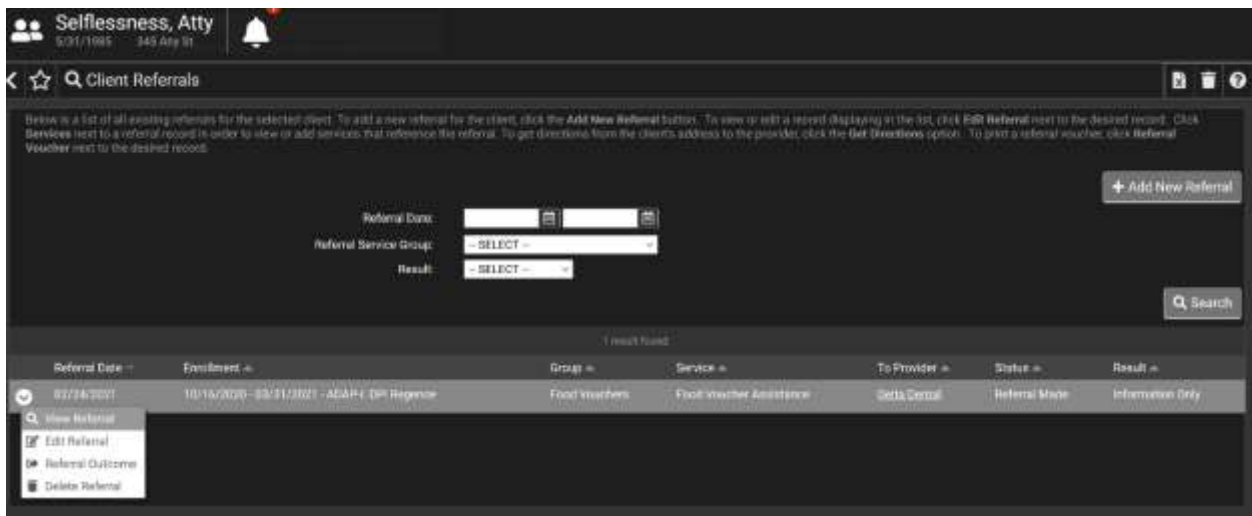 Selflessness, Atty
5/31/1985 345 Any St
Client Referrals
Below is a list of all existing referrals for the selected client. To add a new referral for the client, click the Add New Referral button. To view or edit a record displaying in the list, click Edit Referral next to the desired record. Click
Services next to a referral record in order to view or add services that reference the referral. To get directions from the client's address to the provider, click the Get Directions option. To print a referral voucher, click Referral
Voucher next to the desired record.
+ Add New Referral
Referral Date:
Referral Service Group: -- SELECT --
Result: -- SELECT --
Search
1 result found
Referral Date Enrollment Group Service To Provider Status Result
02/24/2021 10/16/2020 - 03/31/2021 - ADAP-I, DPI Regence Food Vouchers Food Voucher Assistance Referral Made Information Only
View Referral
Edit Referral
Referral Outcome
Delete Referral